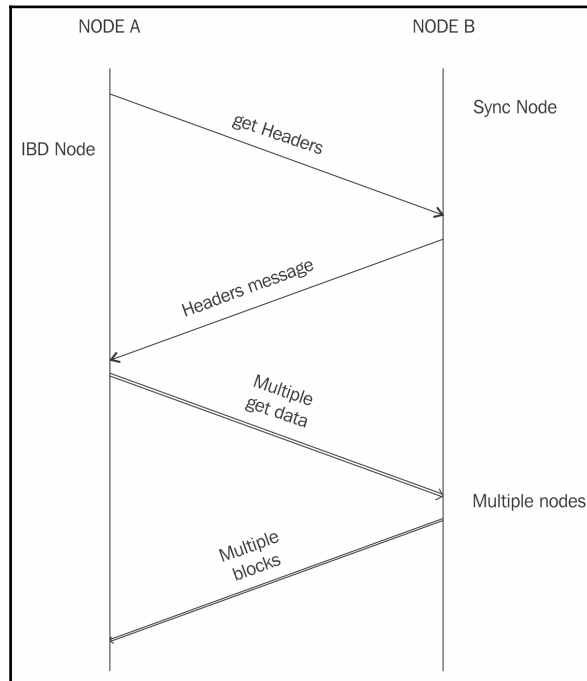 NODE A
NODE B
Sync Node
get Headers
IBD Node
Headers message
Multiple
get data
Multiple nodes
Multiple
blocks